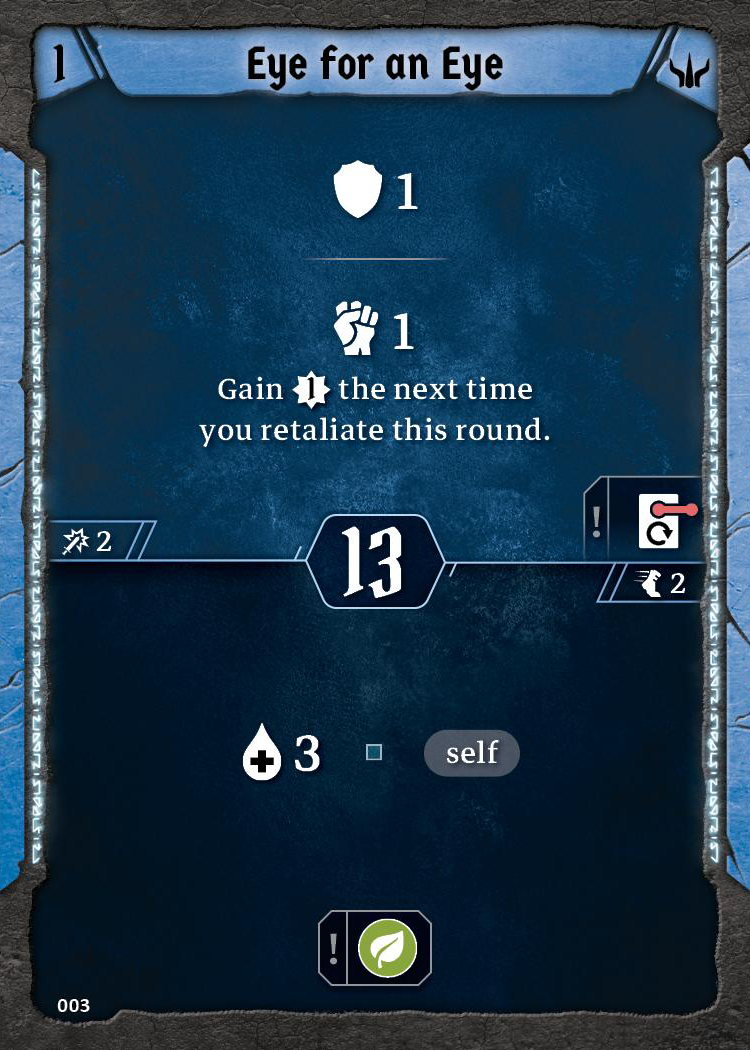 1
Eye for an Eye
1
1
Gain 1 the next time
you retaliate this round.
!
2
13
2
3
self
!
003